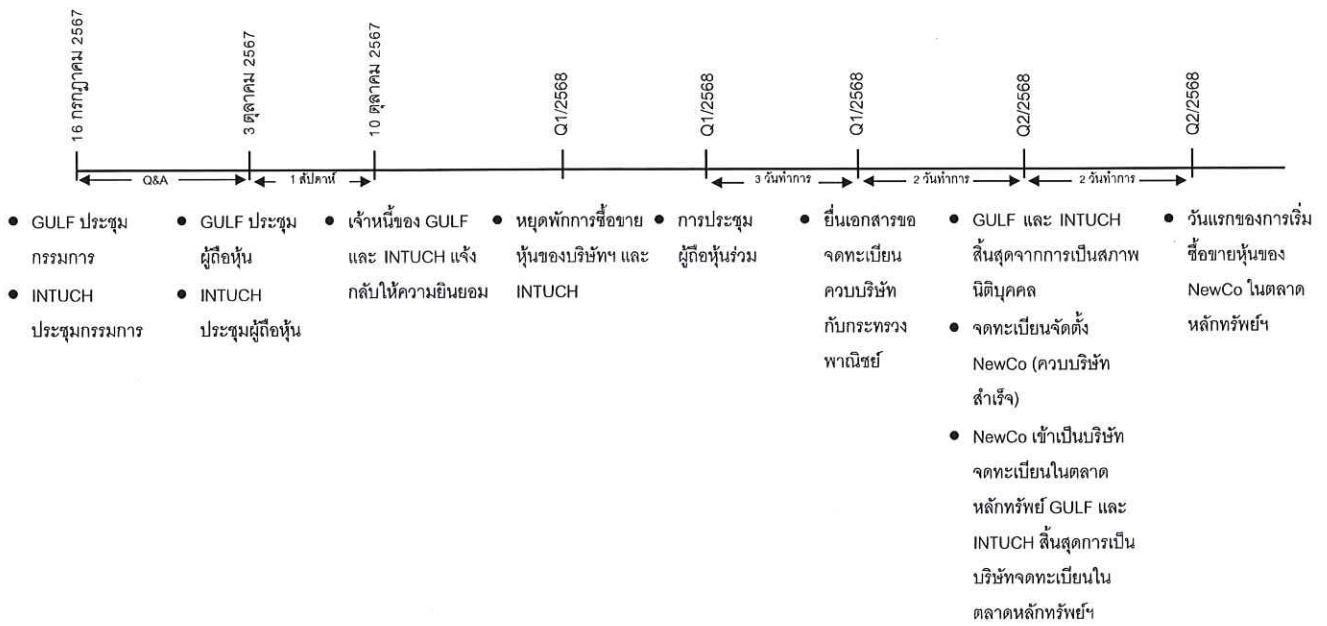 16 กรกฎาคม 2567
3 ตุลาคม 2567
10 ตุลาคม 2567
Q1/2568
Q1/2568
Q1/2568
Q2/2568
Q2/2568
Q&A
1 สัปดาห์
3 วันทำการ
2 วันทำการ
2 วันทำการ
● GULF ประชุม
กรรมการ
● INTUCH
ประชุมกรรมการ
● GULF ประชุม
ผู้ถือหุ้น
● INTUCH
ประชุมผู้ถือหุ้น
● เจ้าหนี้ของ GULF
และ INTUCH แจ้ง
กลับให้ความยินยอม
● หยุดพักการซื้อขาย
หุ้นของบริษัทฯ และ
INTUCH
● การประชุม
ผู้ถือหุ้นร่วม
● ยื่นเอกสารขอ
จดทะเบียน
ควบบริษัท
กับกระทรวง
พาณิชย์
● GULF และ INTUCH
สิ้นสุดจากการเป็นสภาพ
นิติบุคคล
● จดทะเบียนจัดตั้ง
NewCo (ควบบริษัท
สำเร็จ)
● NewCo เข้าเป็นบริษัท
จดทะเบียนในตลาด
หลักทรัพย์ GULF และ
INTUCH สิ้นสุดการเป็น
บริษัทจดทะเบียนใน
ตลาดหลักทรัพย์ฯ
● วันแรกของการเริ่ม
ซื้อขายหุ้นของ
NewCo ในตลาด
หลักทรัพย์ฯ